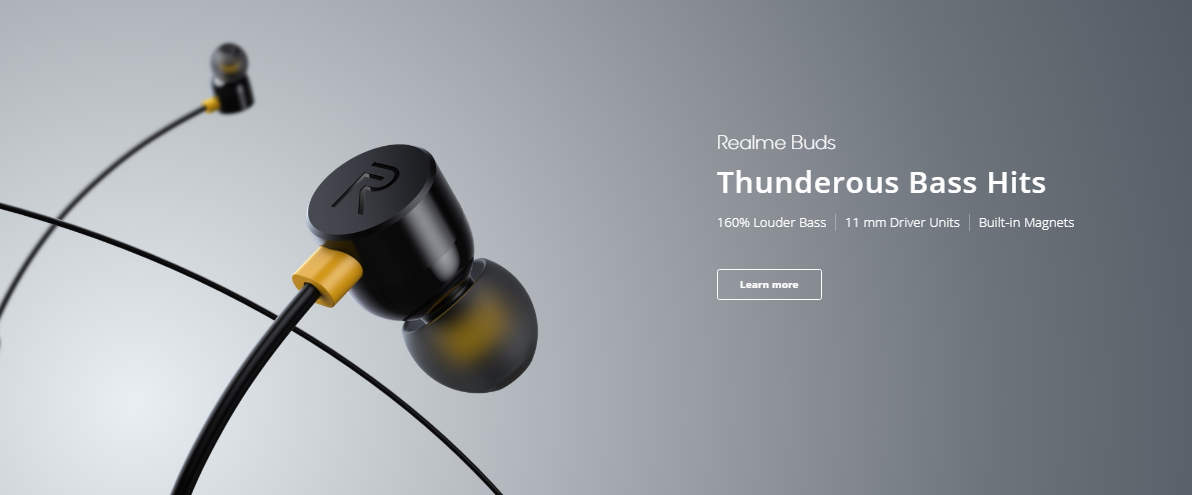 Realme Buds
Thunderous Bass Hits
160% Louder Bass | 11 mm Driver Units | Built-in Magnets
Learn more
R